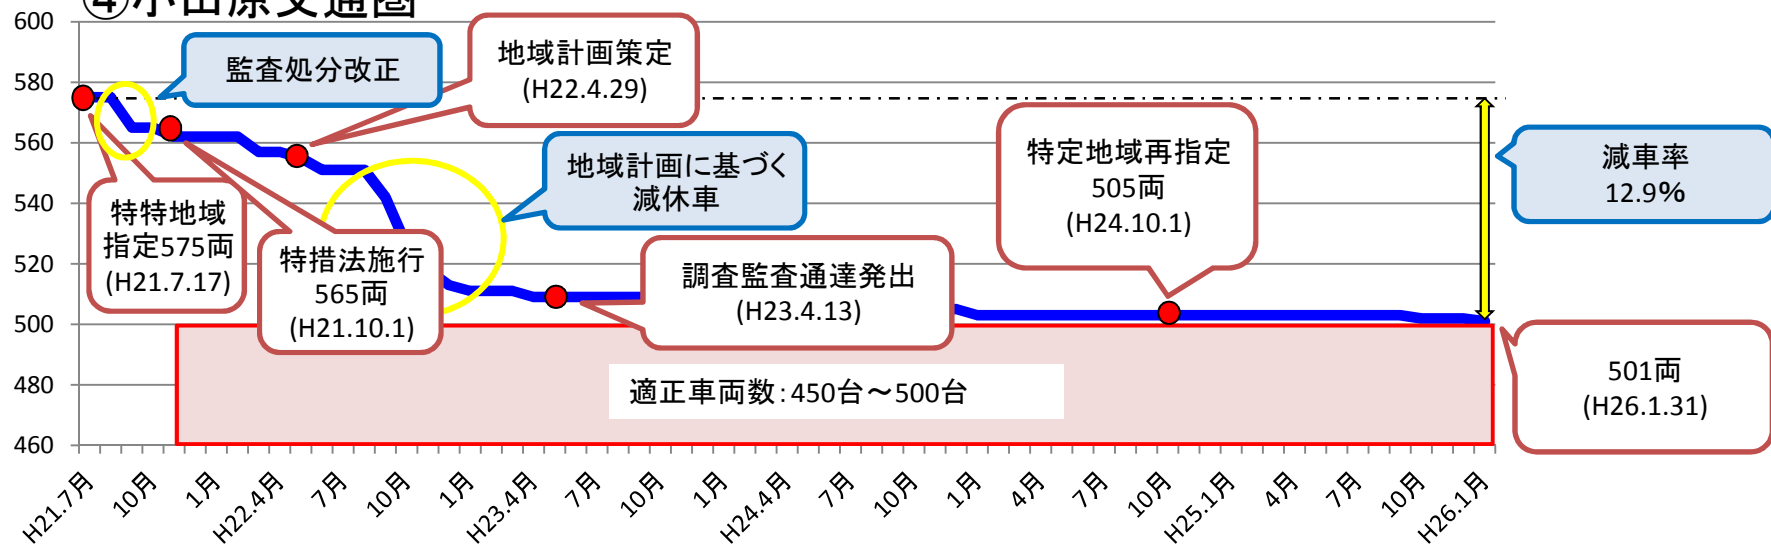 ④小田原交通圏
600
580
560
540
520
500
480
460
監査処分改正
地域計画策定
(H22.4.29)
特特地域
指定575両
(H21.7.17)
特措法施行
565両
(H21.10.1)
地域計画に基づく
減休車
調査監査通達発出
(H23.4.13)
特定地域再指定
505両
(H24.10.1)
減車率
12.9%
501両
(H26.1.31)
適正車両数：450台～500台
H21.7月
10月
1月
H22.4月
7月
10月
1月
H23.4月
7月
10月
1月
H24.4月
7月
10月
1月
4月
7月
10月
H25.1月
4月
7月
10月
H26.1月